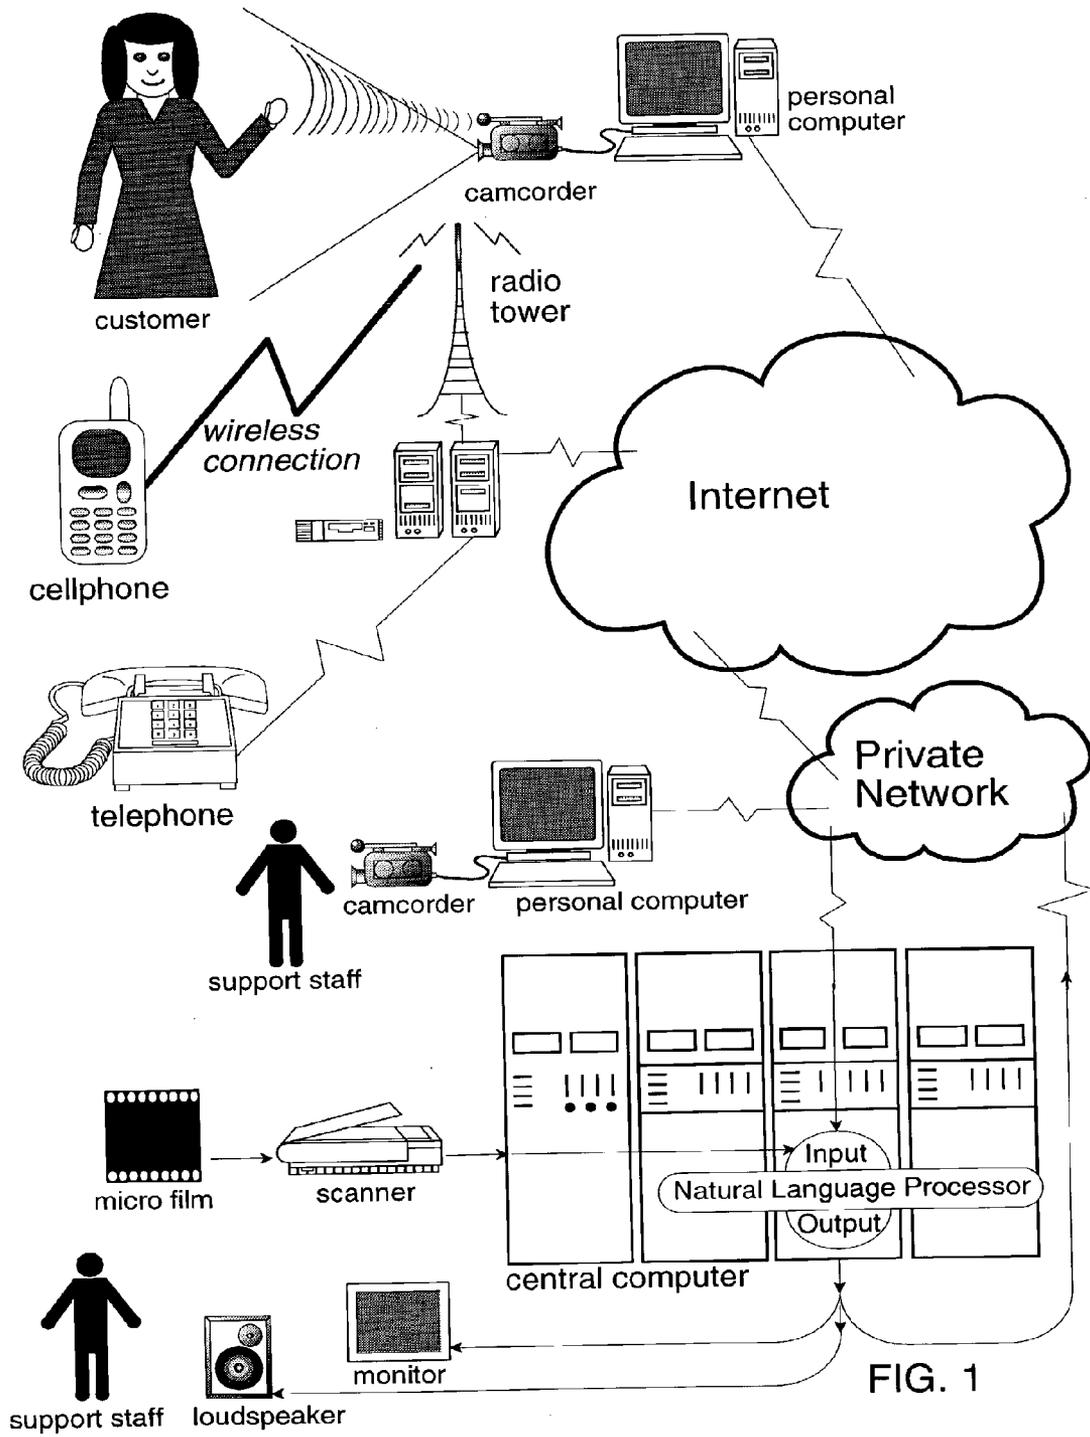 personal
computer
camcorder
customer
radio
tower
wireless
connection
cellphone
Internet
telephone
Private
Network
camcorder
personal computer
support staff
micro film
scanner
Input
Natural Language Processor
Output
central computer
monitor
support staff
loudspeaker
FIG. 1